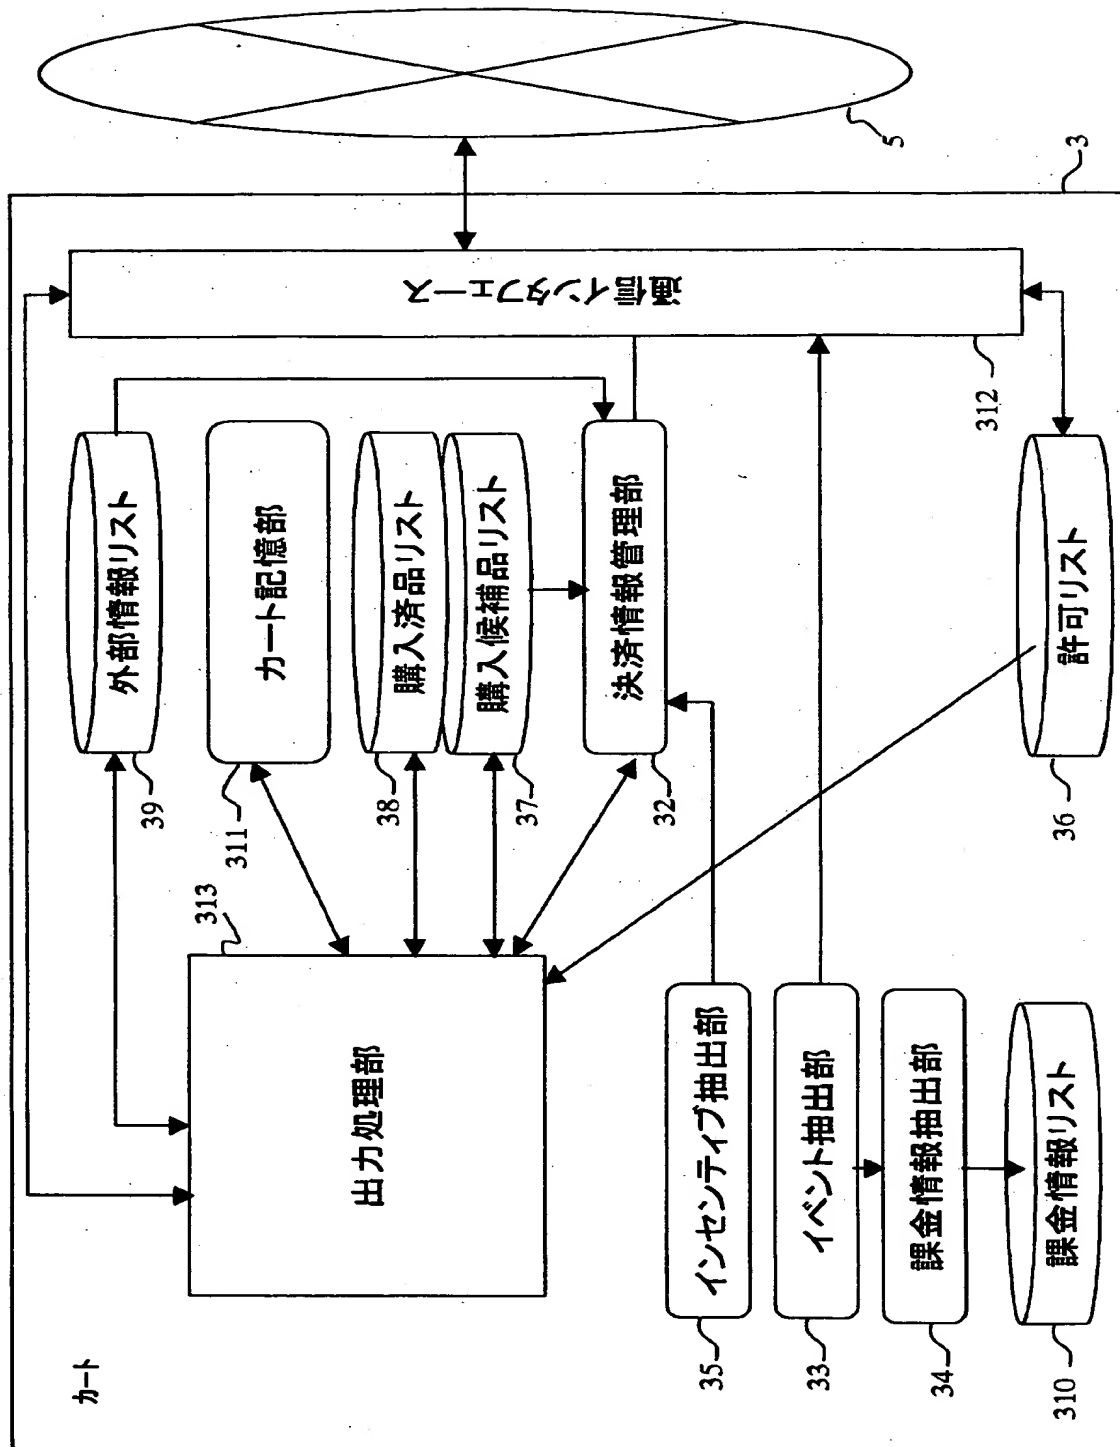 カート
出力処理部
313
外部情報リスト
39
カート記憶部
311
購入済品リスト
38
購入候補品リスト
37
決済情報管理部
32
インセンティブ抽出部
35
イベント抽出部
33
課金情報抽出部
34
課金情報リスト
310
許可リスト
36
通信インタフェース
312
3
5